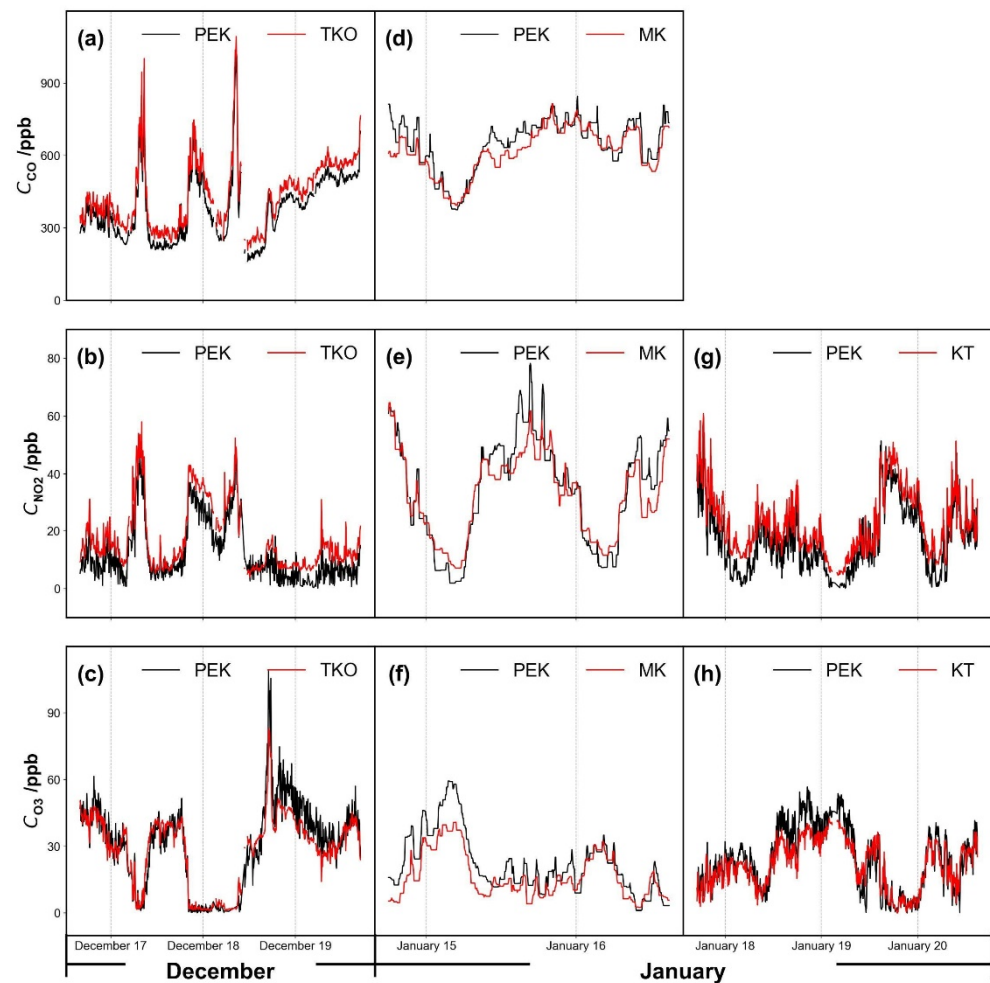 (a) PEK TKO
(d) PEK MK
C_CO /ppb
900
600
300
0
(b) PEK TKO
(e) PEK MK
(g) PEK KT
C_NO2 /ppb
80
60
40
20
0
(c) PEK TKO
(f) PEK MK
(h) PEK KT
C_O3 /ppb
90
60
30
0
December 17 December 18 December 19 January 15 January 16 January 18 January 19 January 20
December January